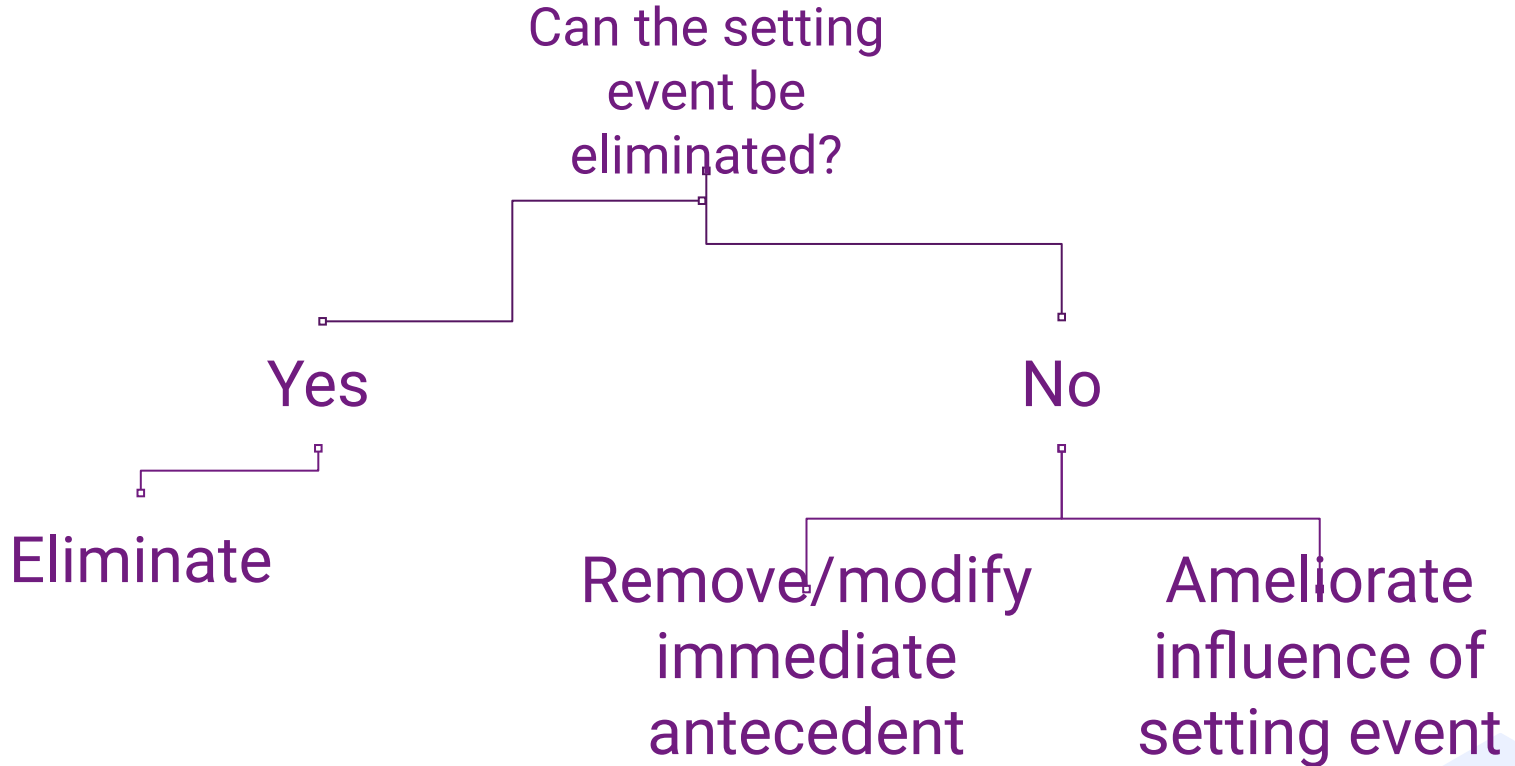 Can the setting
event be
eliminated?
Yes
No
Eliminate
Remove/modify
immediate
antecedent
Ameliorate
influence of
setting event